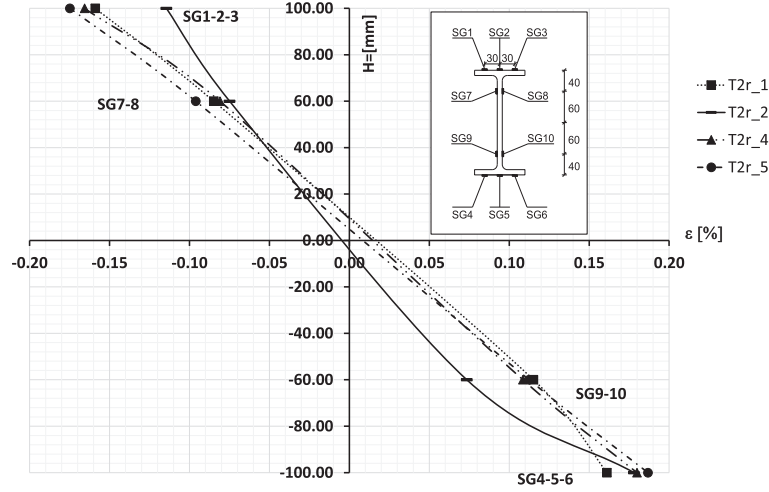 100.00
SG1-2-3
H=[mm]
80.00
SG7-8
60.00
40.00
20.00
0.00
ε [%]
-0.20 -0.15 -0.10 -0.05 0.00 0.05 0.10 0.15 0.20
-20.00
-40.00
-60.00
SG9-10
-80.00
-100.00
SG4-5-6
SG1 SG2 SG3
30 30
40
SG7 SG8
60
60
SG9 SG10
40
SG4 SG5 SG6
T2r_1
T2r_2
T2r_4
T2r_5